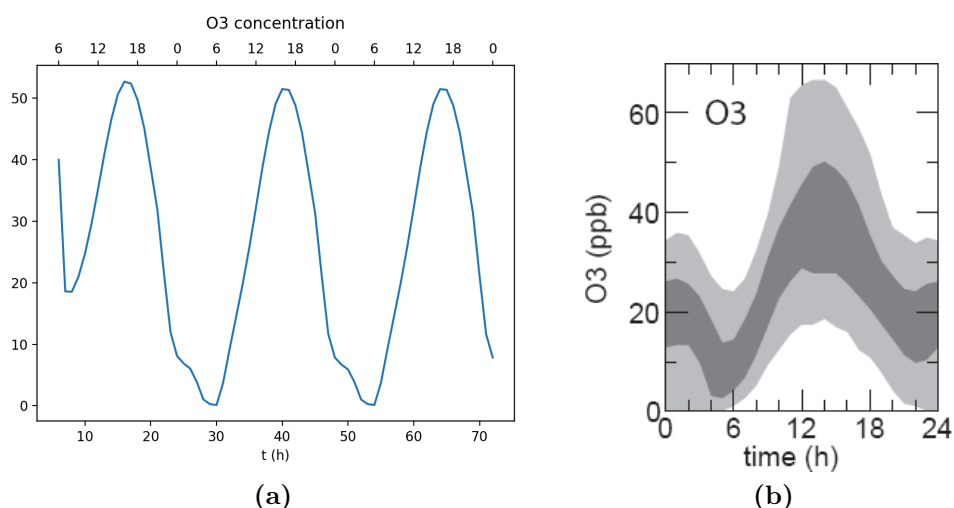 O3 concentration
6 12 18 0 6 12 18 0 6 12 18 0
50
40
30
20
10
0
10 20 30 40 50 60 70
t (h)
(a)
O3
O3 (ppb)
60
40
20
0
0 6 12 18 24
time (h)
(b)